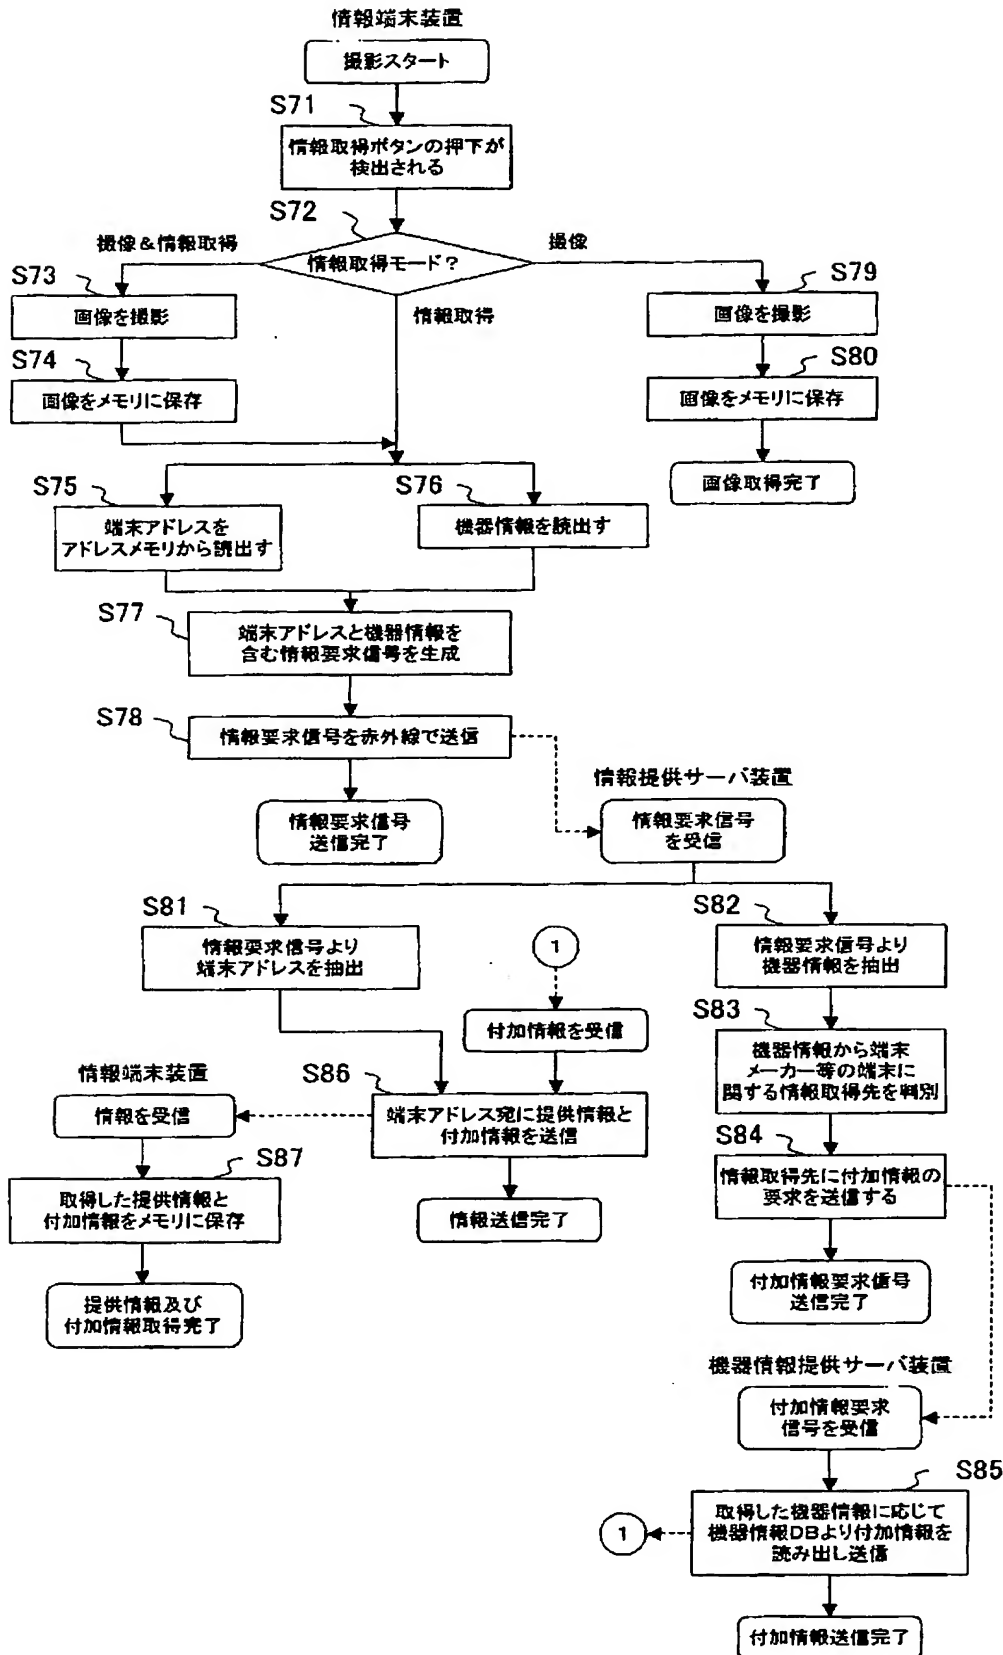 情報端末装置
撮影スタート
S71
情報取得ボタンの押下が
検出される
S72
撮像&情報取得
情報取得モード?
撮像
情報取得
S73
画像を撮影
S74
画像をメモリに保存
S79
画像を撮影
S80
画像をメモリに保存
画像取得完了
S75
端末アドレスを
アドレスメモリから読出す
S76
機器情報を読出す
S77
端末アドレスと機器情報を
含む情報要求信号を生成
S78
情報要求信号を赤外線で送信
情報要求信号
送信完了
情報提供サーバ装置
情報要求信号
を受信
S81
情報要求信号より
端末アドレスを抽出
1
付加情報を受信
S82
情報要求信号より
機器情報を抽出
S83
機器情報から端末
メーカー等の端末に
関する情報取得先を判別
S84
情報取得先に付加情報の
要求を送信する
付加情報要求信号
送信完了
S86
端末アドレス宛に提供情報と
付加情報を送信
情報送信完了
情報端末装置
情報を受信
S87
取得した提供情報と
付加情報をメモリに保存
提供情報及び
付加情報取得完了
機器情報提供サーバ装置
付加情報要求
信号を受信
S85
取得した機器情報に応じて
機器情報DBより付加情報を
読み出し送信
1
付加情報送信完了